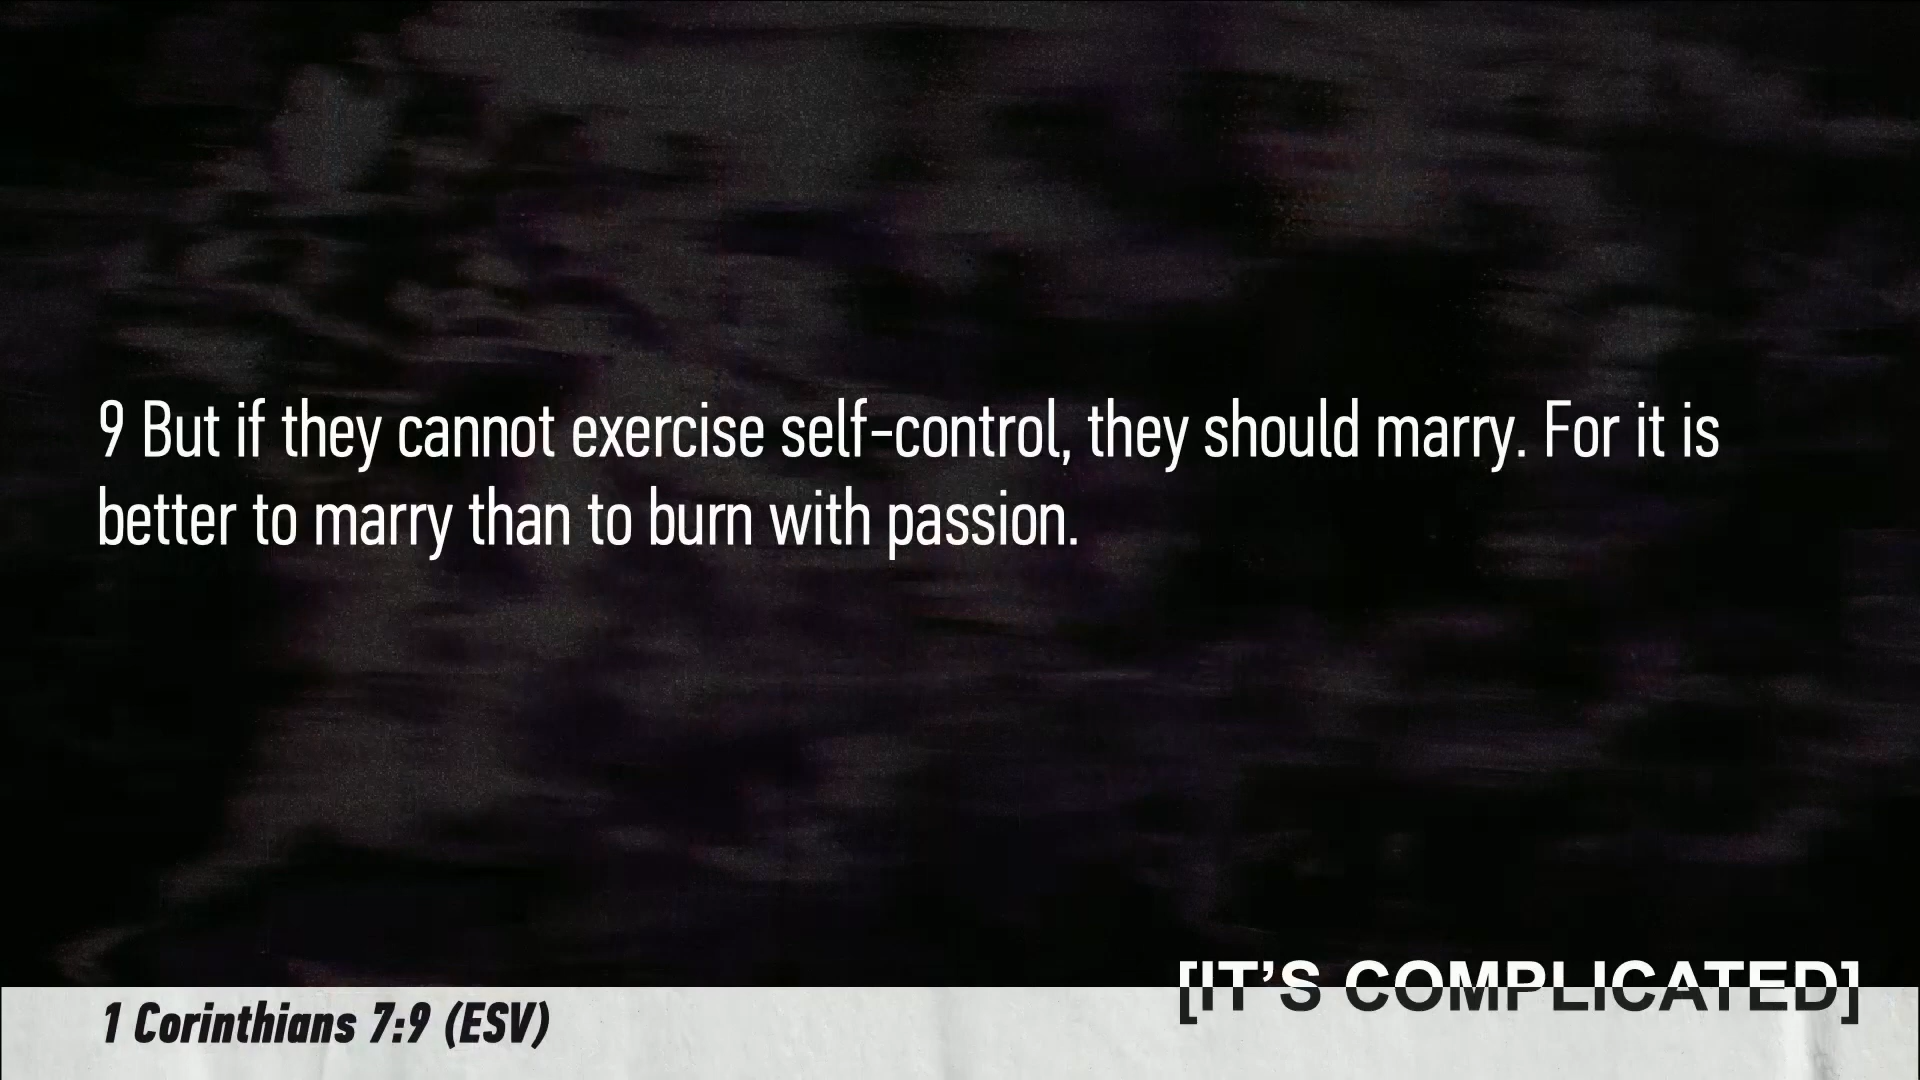 9 But if they cannot exercise self-control, they should marry. For it is
better to marry than to burn with passion.
[IT’S COMPLICATED]
1 Corinthians 7:9 (ESV)